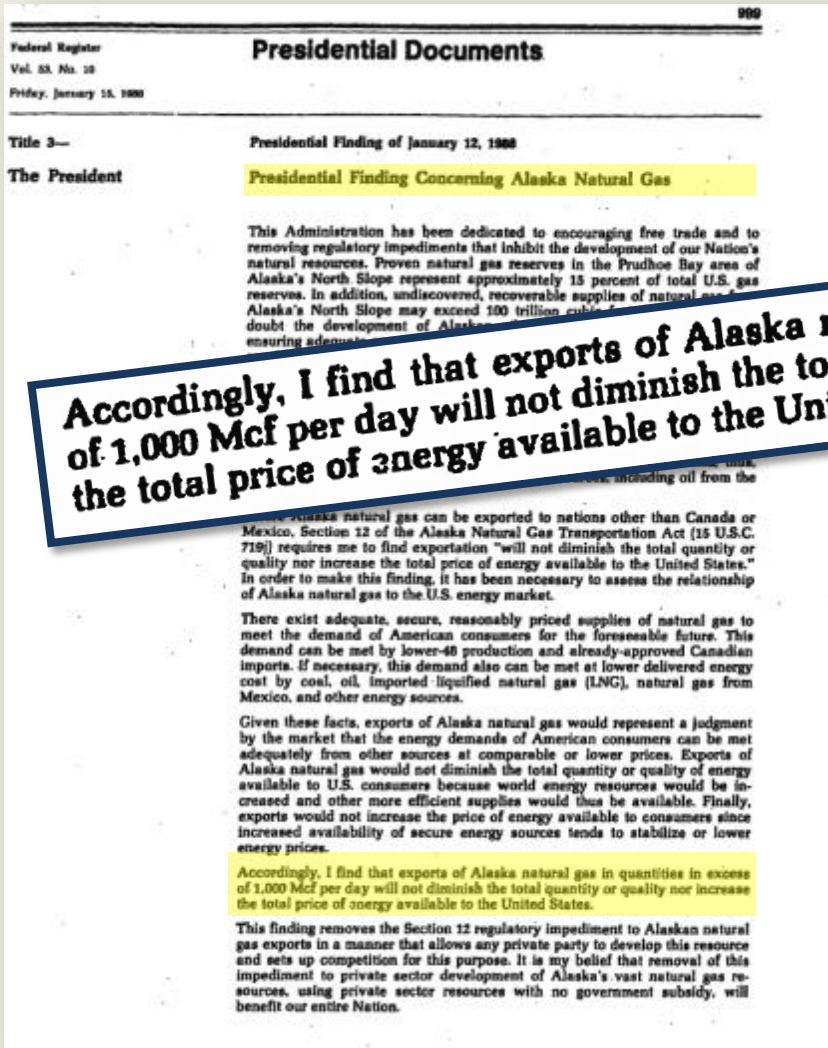 999
Federal Register
Vol. 53, No. 10
Friday, January 15, 1988
Presidential Documents
Title 3—
The President
Presidential Finding of January 12, 1988
Presidential Finding Concerning Alaska Natural Gas
This Administration has been dedicated to encouraging free trade and to
removing regulatory impediments that inhibit the development of our Nation's
natural resources. Proven natural gas reserves in the Prudhoe Bay area of
Alaska's North Slope represent approximately 15 percent of total U.S. gas
reserves. In addition, undiscovered, recoverable supplies of natural
Alaska's North Slope may exceed 100 trillion
doubt the development of
ensuring
Accordingly, I find that exports of Alaska
of 1,000 Mcf per day will not diminish the
the total price of energy available to the
including oil from the
natural gas can be exported to nations other than Canada or
Mexico, Section 12 of the Alaska Natural Gas Transportation Act (15 U.S.C.
719j) requires me to find exportation "will not diminish the total quantity or
quality nor increase the total price of energy available to the United States."
In order to make this finding, it has been necessary to assess the relationship
of Alaska natural gas to the U.S. energy market.
There exist adequate, secure, reasonably priced supplies of natural gas to
meet the demand of American consumers for the foreseeable future. This
demand can be met by lower-48 production and already-approved Canadian
imports. If necessary, this demand also can be met at lower delivered energy
cost by coal, oil, imported liquified natural gas (LNG), natural gas from
Mexico, and other energy sources.
Given these facts, exports of Alaska natural gas would represent a judgment
by the market that the energy demands of American consumers can be met
adequately from other sources at comparable or lower prices. Exports of
Alaska natural gas would not diminish the total quantity or quality of energy
available to U.S. consumers because world energy resources would be in-
creased and other more efficient supplies would thus be available. Finally,
exports would not increase the price of energy available to consumers since
increased availability of secure energy sources tends to stabilize or lower
energy prices.
Accordingly, I find that exports of Alaska natural gas in quantities in excess
of 1,000 Mcf per day will not diminish the total quantity or quality nor increase
the total price of energy available to the United States.
This finding removes the Section 12 regulatory impediment to Alaskan natural
gas exports in a manner that allows any private party to develop this resource
and sets up competition for this purpose. It is my belief that removal of this
impediment to private sector development of Alaska's vast natural gas re-
sources, using private sector resources with no government subsidy, will
benefit our entire Nation.